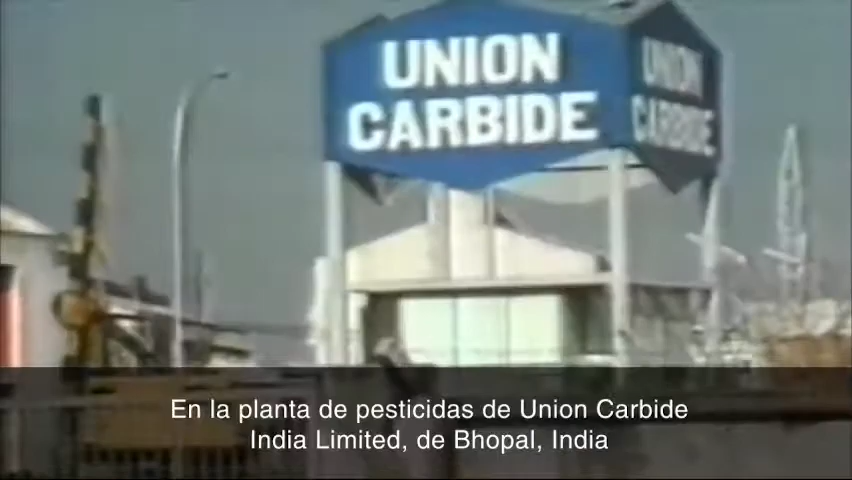 UNION
CARBIDE
UNION
CARBIDE
En la planta de pesticidas de Union Carbide
India Limited, de Bhopal, India